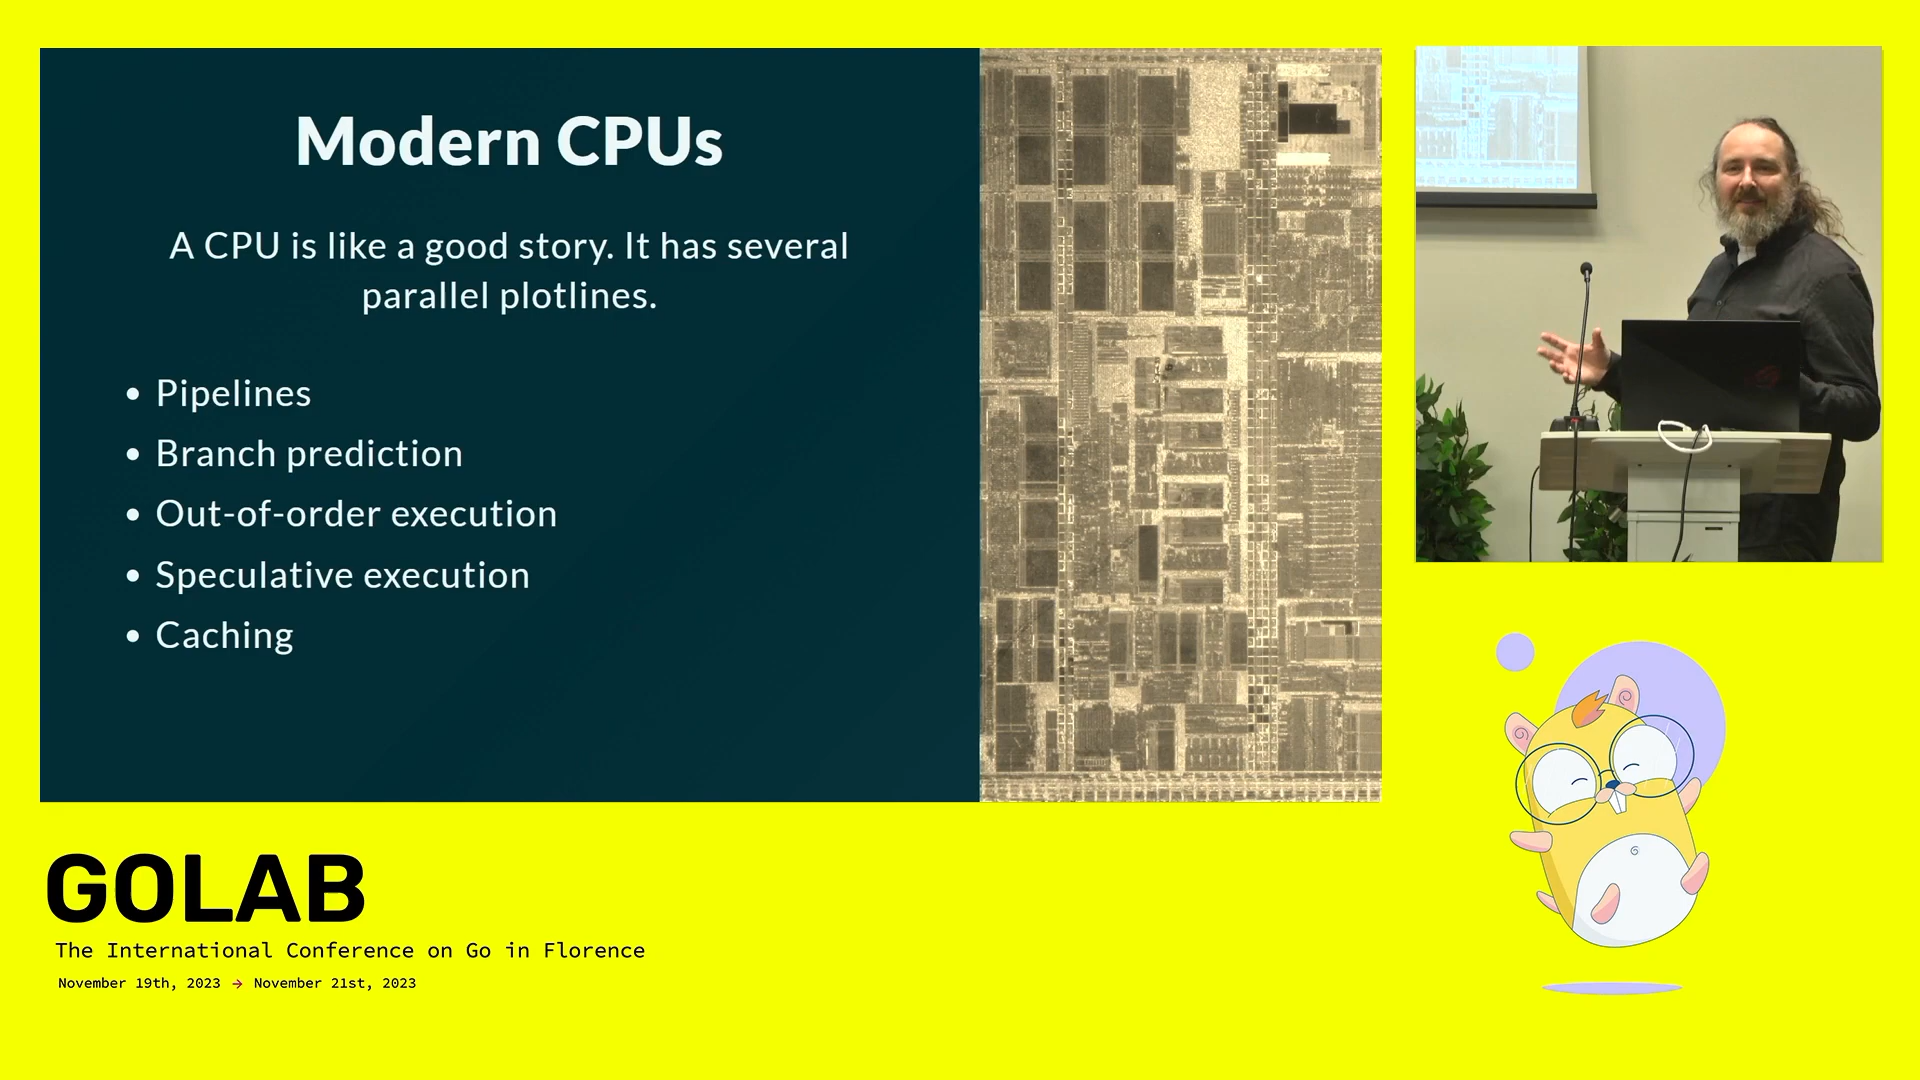 Modern CPUs
A CPU is like a good story. It has several
parallel plotlines.
• Pipelines
• Branch prediction
• Out-of-order execution
• Speculative execution
• Caching
GOLAB
The International Conference on Go in Florence
November 19th, 2023 → November 21st, 2023